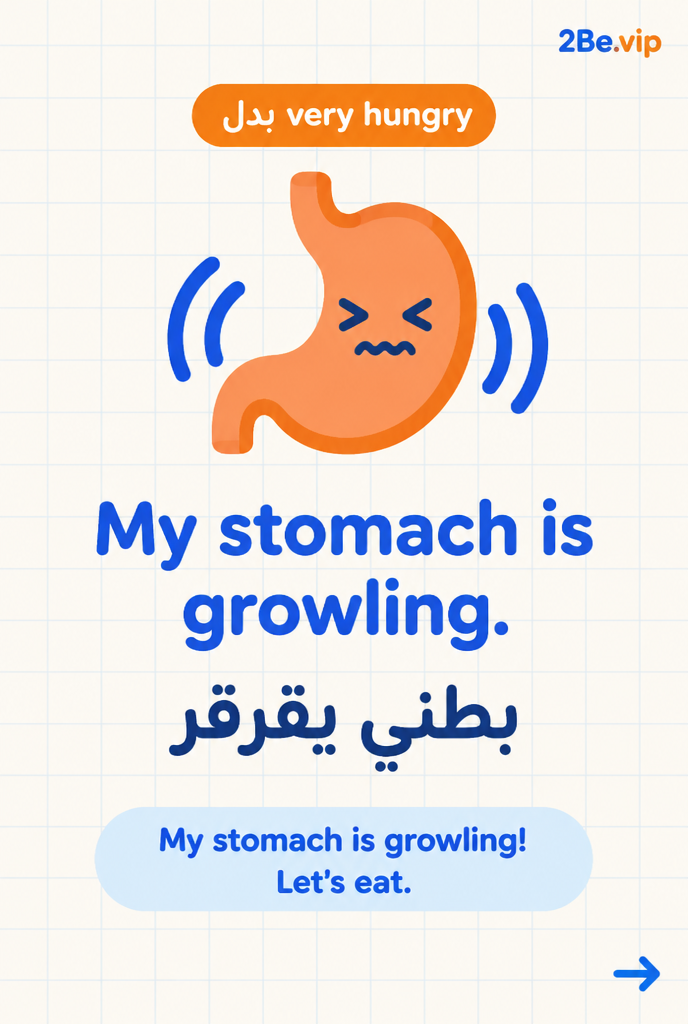 2Be.vip
بدل very hungry
My stomach is
growling.
بطني يقرقر
My stomach is growling!
Let's eat.